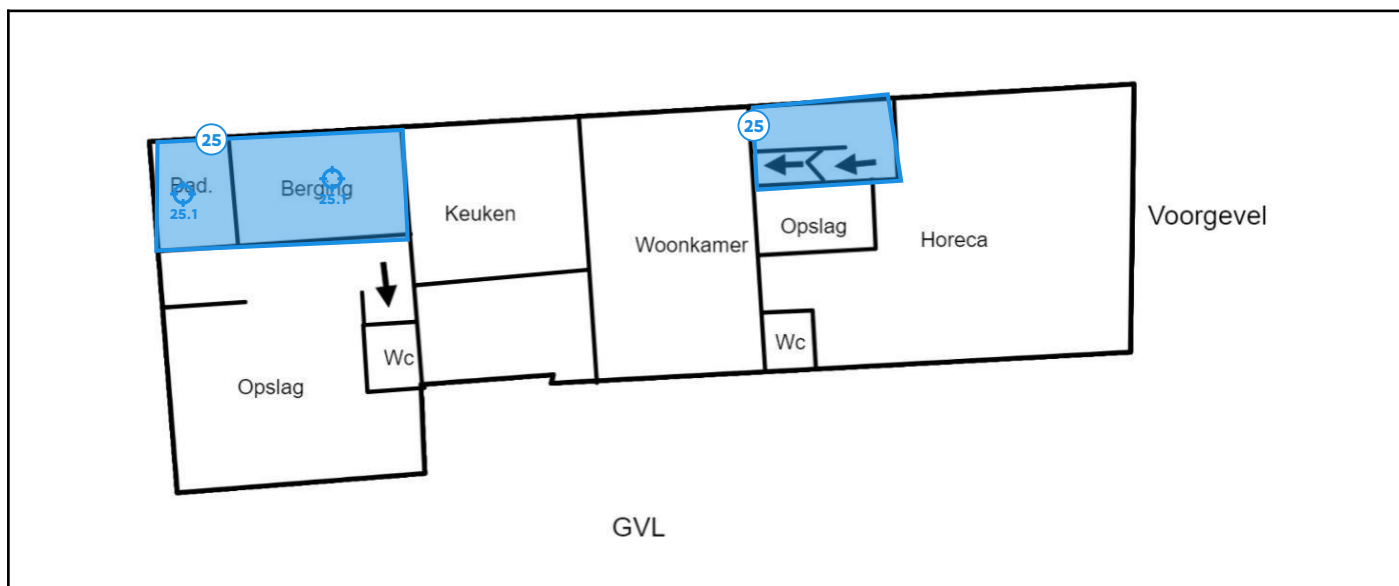 25
25
Bad.
25.1
Berging
25.1
Keuken
Woonkamer
Opslag
Horeca
Voorgevel
Wc
Wc
Opslag
GVL